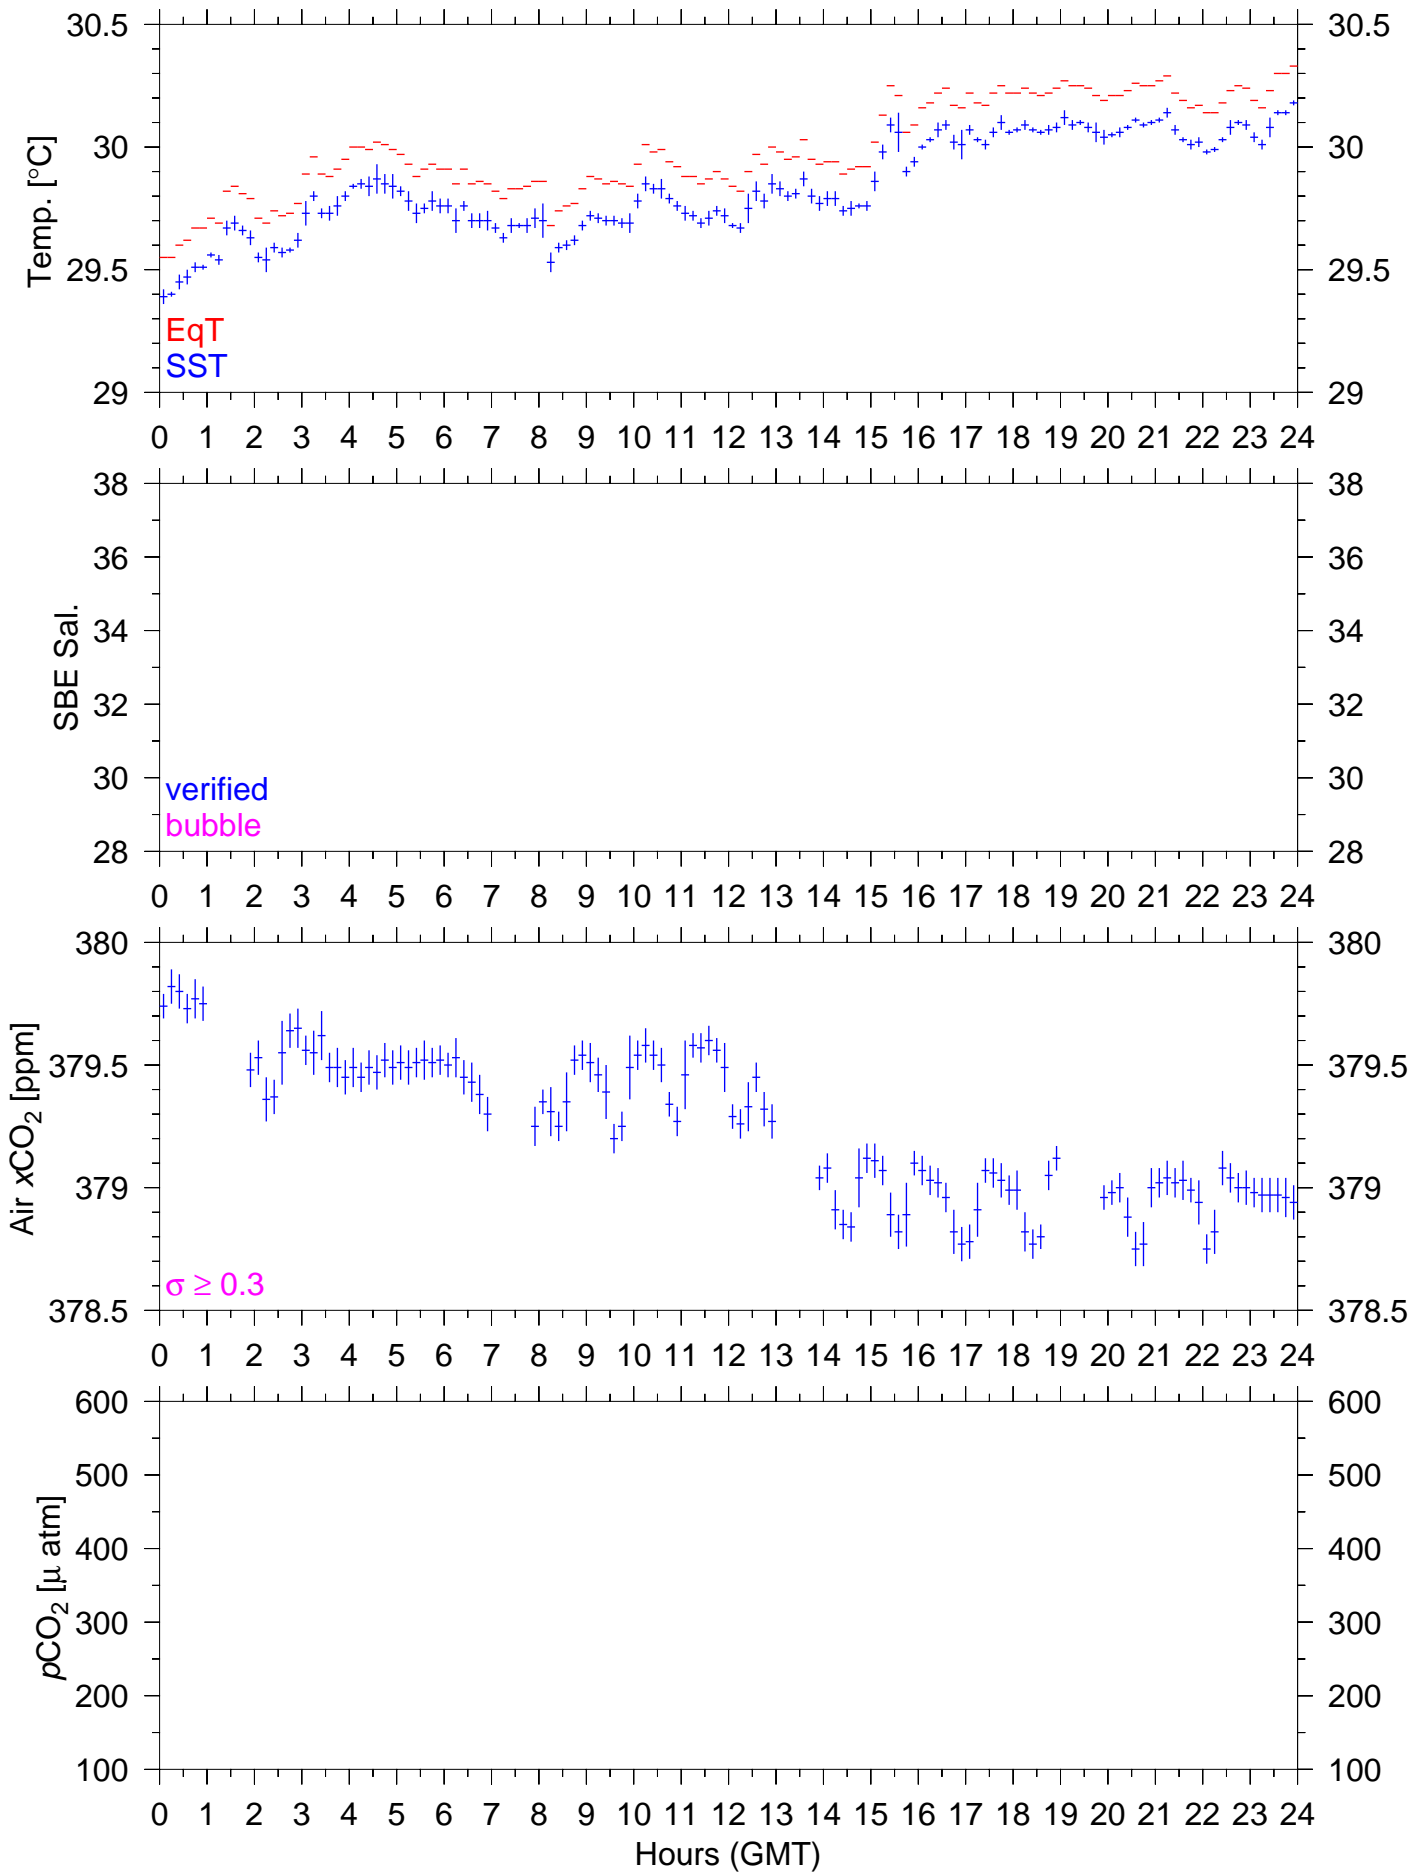 30.5 30.5
30 30
29.5 29.5
29 29
Temp. [°C]
EqT
SST
0 1 2 3 4 5 6 7 8 9 10 11 12 13 14 15 16 17 18 19 20 21 22 23 24
38 38
36 36
34 34
32 32
30 30
28 28
SBE Sal.
verified
bubble
0 1 2 3 4 5 6 7 8 9 10 11 12 13 14 15 16 17 18 19 20 21 22 23 24
380 380
379.5 379.5
379 379
378.5 378.5
Air xCO₂ [ppm]
σ ≥ 0.3
0 1 2 3 4 5 6 7 8 9 10 11 12 13 14 15 16 17 18 19 20 21 22 23 24
600 600
500 500
400 400
300 300
200 200
100 100
pCO₂ [μ atm]
0 1 2 3 4 5 6 7 8 9 10 11 12 13 14 15 16 17 18 19 20 21 22 23 24
Hours (GMT)